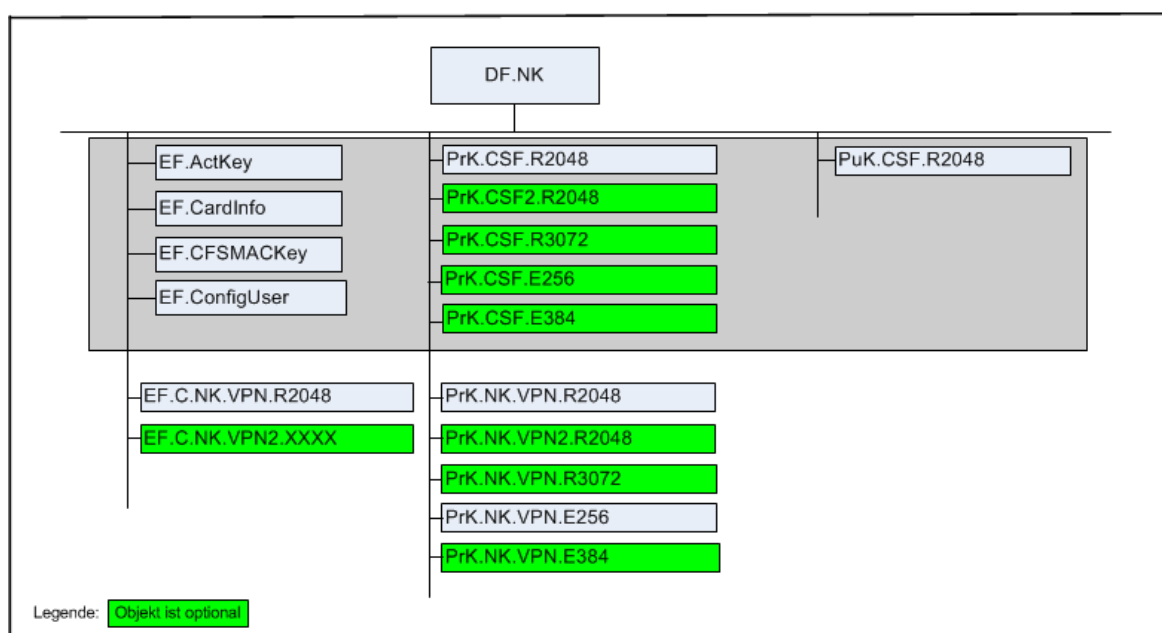 DF.NK
EF.ActKey
EF.CardInfo
EF.CFSMACKey
EF.ConfigUser
EF.C.NK.VPN.R2048
EF.C.NK.VPN2.XXXX
PrK.CSF.R2048
PrK.CSF2.R2048
PrK.CSF.R3072
PrK.CSF.E256
PrK.CSF.E384
PrK.NK.VPN.R2048
PrK.NK.VPN2.R2048
PrK.NK.VPN.R3072
PrK.NK.VPN.E256
PrK.NK.VPN.E384
PuK.CSF.R2048
Legende: Objekt ist optional